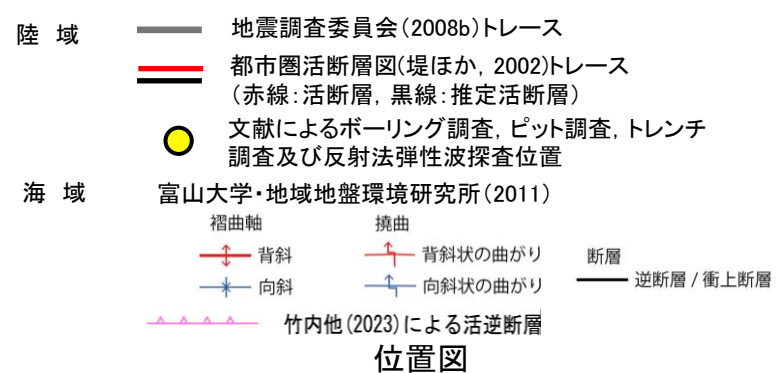 陸 域
地震調査委員会(2008b)トレース
都市圏活断層図(堤ほか, 2002)トレース
(赤線:活断層, 黒線:推定活断層)
文献によるボーリング調査, ピット調査, トレンチ
調査及び反射法弾性波探査位置
海 域 富山大学・地域地盤環境研究所(2011)
褶曲軸 撓曲
断層
背斜 背斜状の曲がり
向斜 向斜状の曲がり
逆断層 / 衝上断層
竹内他(2023)による活逆断層
位置図